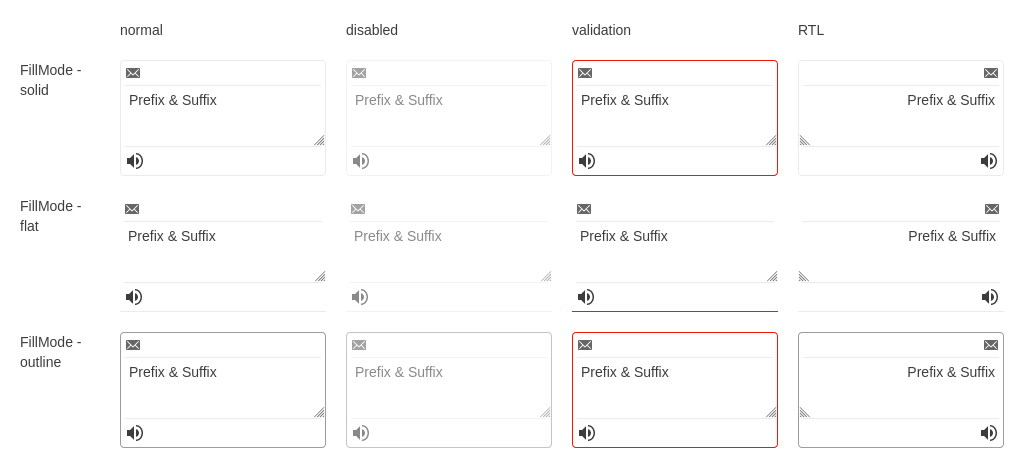 normal disabled validation RTL
FillMode -
solid
Prefix & Suffix Prefix & Suffix Prefix & Suffix Prefix & Suffix
FillMode -
flat
Prefix & Suffix Prefix & Suffix Prefix & Suffix Prefix & Suffix
FillMode -
outline
Prefix & Suffix Prefix & Suffix Prefix & Suffix Prefix & Suffix